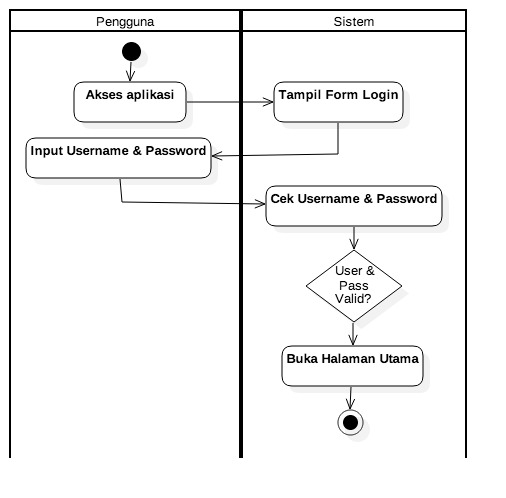 Pengguna
Sistem
Akses aplikasi
Tampil Form Login
Input Username & Password
Cek Username & Password
User &
Pass
Valid?
Buka Halaman Utama